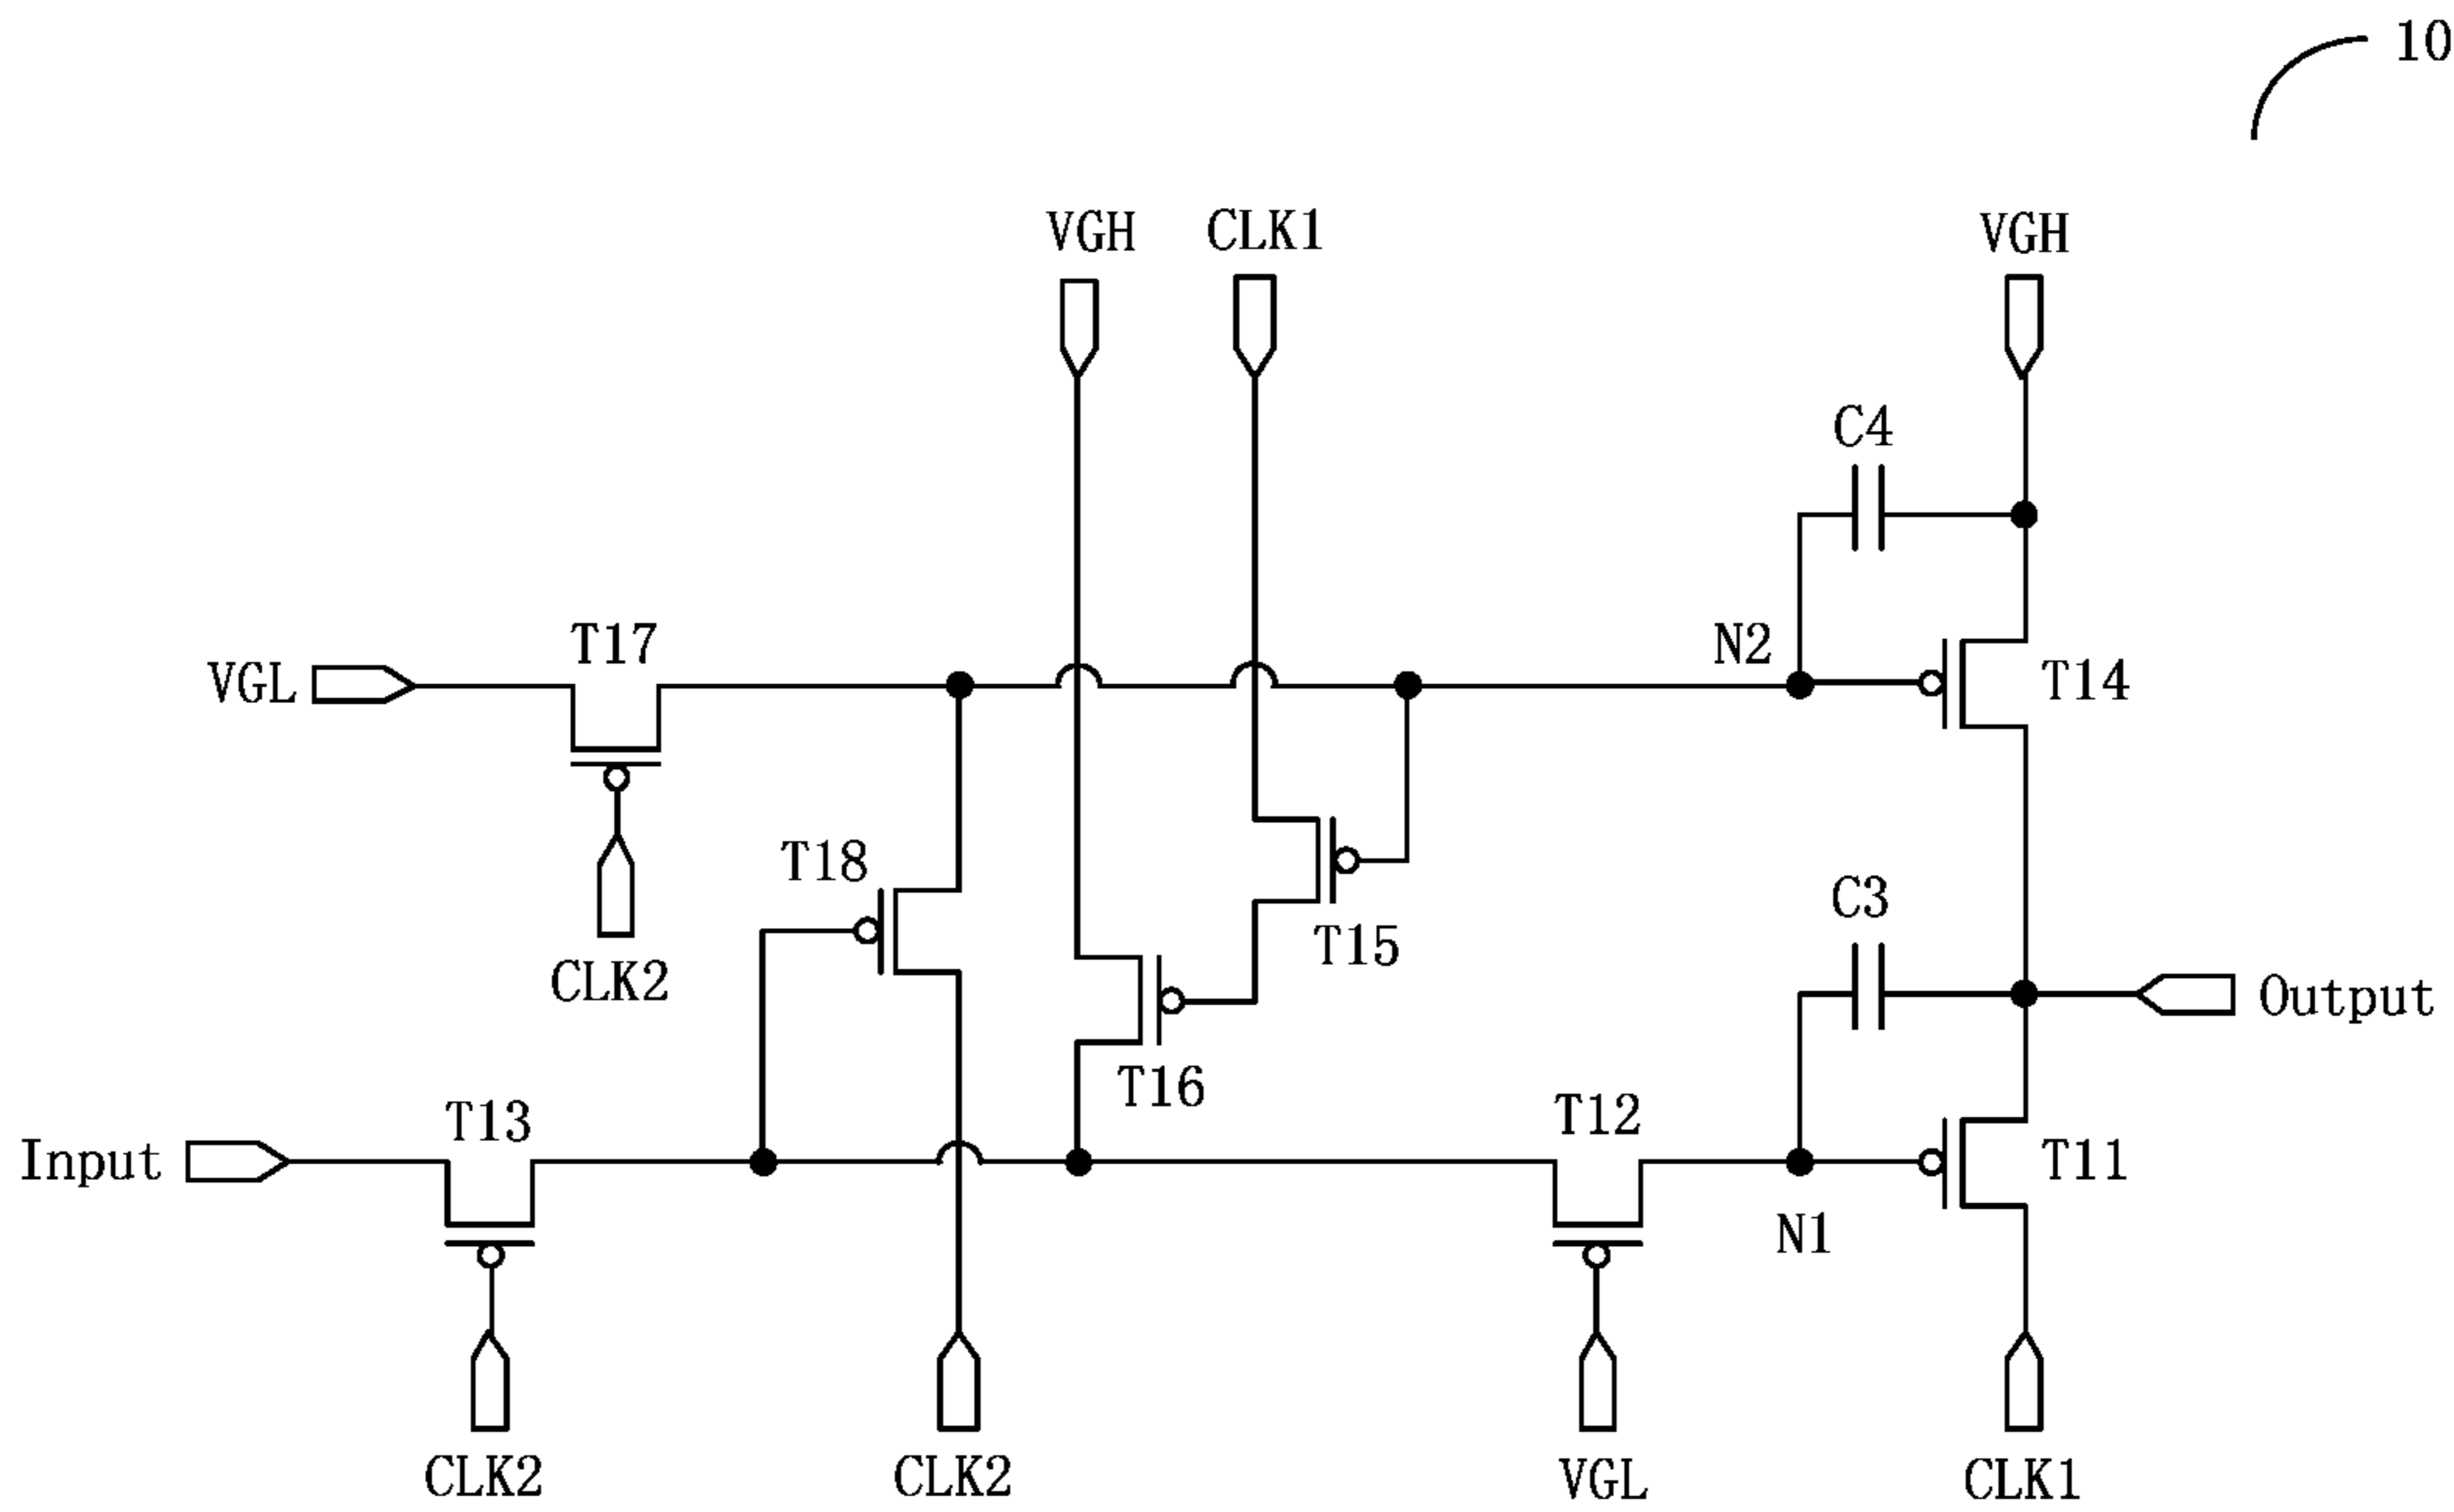 10
VGH CLK1 VGH
C4
T17 N2
VGL T14
T18 C3
T15
CLK2 Output
T16
T13 T12
Input T11
N1
CLK2 CLK2 VGL CLK1